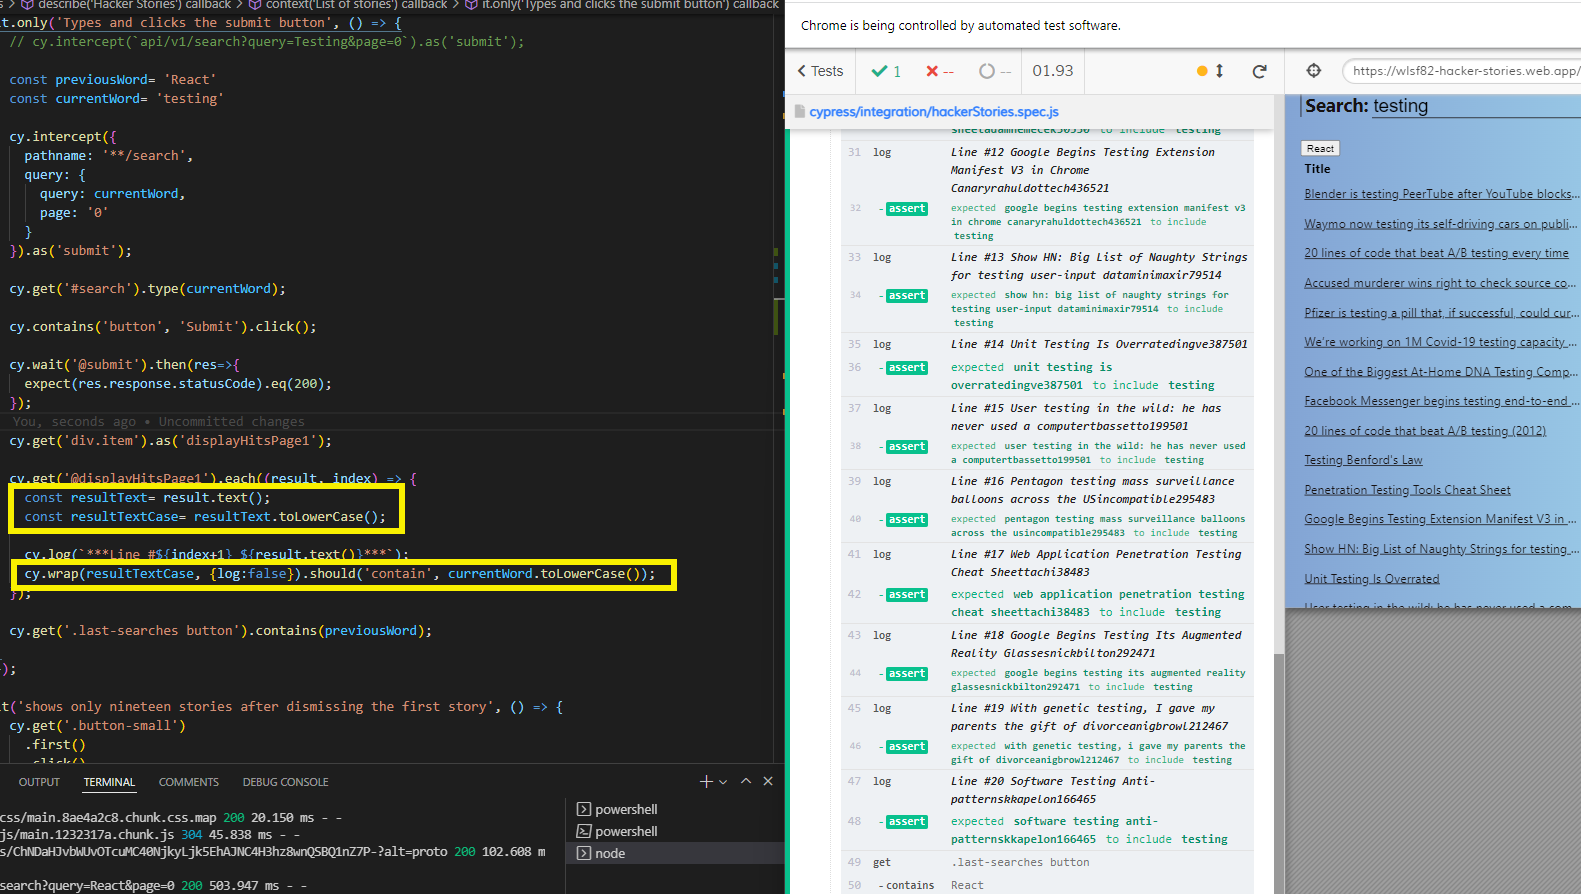 s > describe('Hacker Stories') callback > context('List of stories') callback > it.only('Types and clicks the submit button') callback
t.only('Types and clicks the submit button', () => {
// cy.intercept(`api/v1/search?query=Testing&page=0`).as('submit');
const previousWord= 'React'
const currentWord= 'testing'
cy.intercept({
pathname: '**/search',
query: {
query: currentWord,
page: '0'
}
}).as('submit');
cy.get('#search').type(currentWord);
cy.contains('button', 'Submit').click();
cy.wait('@submit').then(res=>{
expect(res.response.statusCode).eq(200);
});
You, seconds ago • Uncommitted changes
cy.get('div.item').as('displayHitsPage1');
cy.get('@displayHitsPage1').each((result, index) => {
const resultText= result.text();
const resultTextCase= resultText.toLowerCase();
cy.log(`***Line #${index+1} ${result.text()}***`);
cy.wrap(resultTextCase, {log:false}).should('contain', currentWord.toLowerCase());
});
cy.get('.last-searches button').contains(previousWord);
});
t('shows only nineteen stories after dismissing the first story', () => {
cy.get('.button-small')
.first()
.click()
OUTPUT TERMINAL COMMENTS DEBUG CONSOLE
css/main.8ae4a2c8.chunk.css.map 200 20.150 ms - -
js/main.1232317a.chunk.js 304 45.838 ms - -
s/ChNDaHJvbWUvOTcuMC40NjkyLjk5EhAJNC4H3hz8wnQSBQ1nZ7P-?alt=proto 200 102.608 m
search?query=React&page=0 200 503.947 ms - -
powershell
powershell
node
Chrome is being controlled by automated test software.
Tests 1 -- -- 01.93
cypress/integration/hackerStories.spec.js
sheetadamnemecek50550 to include testing
31 log Line #12 Google Begins Testing Extension
Manifest V3 in Chrome
Canaryrahuldottech436521
32 -assert expected google begins testing extension manifest v3
in chrome canaryrahuldottech436521 to include
testing
33 log Line #13 Show HN: Big List of Naughty Strings
for testing user-input dataminimaxir79514
34 -assert expected show hn: big list of naughty strings for
testing user-input dataminimaxir79514 to include
testing
35 log Line #14 Unit Testing Is Overratedingve387501
36 -assert expected unit testing is
overratedingve387501 to include testing
37 log Line #15 User testing in the wild: he has
never used a computertbassetto199501
38 -assert expected user testing in the wild: he has never used
a computertbassetto199501 to include testing
39 log Line #16 Pentagon testing mass surveillance
balloons across the USincompatible295483
40 -assert expected pentagon testing mass surveillance balloons
across the usincompatible295483 to include testing
41 log Line #17 Web Application Penetration Testing
Cheat Sheettachi38483
42 -assert expected web application penetration testing
cheat sheettachi38483 to include testing
43 log Line #18 Google Begins Testing Its Augmented
Reality Glassesnickbilton292471
44 -assert expected google begins testing its augmented reality
glassesnickbilton292471 to include testing
45 log Line #19 With genetic testing, I gave my
parents the gift of divorceanigbrowl212467
46 -assert expected with genetic testing, i gave my parents the
gift of divorceanigbrowl212467 to include testing
47 log Line #20 Software Testing Anti-
patternskkapelon166465
48 -assert expected software testing anti-
patternskkapelon166465 to include testing
49 get .last-searches button
50 -contains React
https://wlsf82-hacker-stories.web.app/
Search: testing
React
Title
Blender is testing PeerTube after YouTube blocks...
Waymo now testing its self-driving cars on publi...
20 lines of code that beat A/B testing every time
Accused murderer wins right to check source co...
Pfizer is testing a pill that, if successful, could cur...
We're working on 1M Covid-19 testing capacity ...
One of the Biggest At-Home DNA Testing Comp...
Facebook Messenger begins testing end-to-end ...
20 lines of code that beat A/B testing (2012)
Testing Benford's Law
Penetration Testing Tools Cheat Sheet
Google Begins Testing Extension Manifest V3 in ...
Show HN: Big List of Naughty Strings for testing ...
Unit Testing Is Overrated
User testing in the wild: he has never used a com...